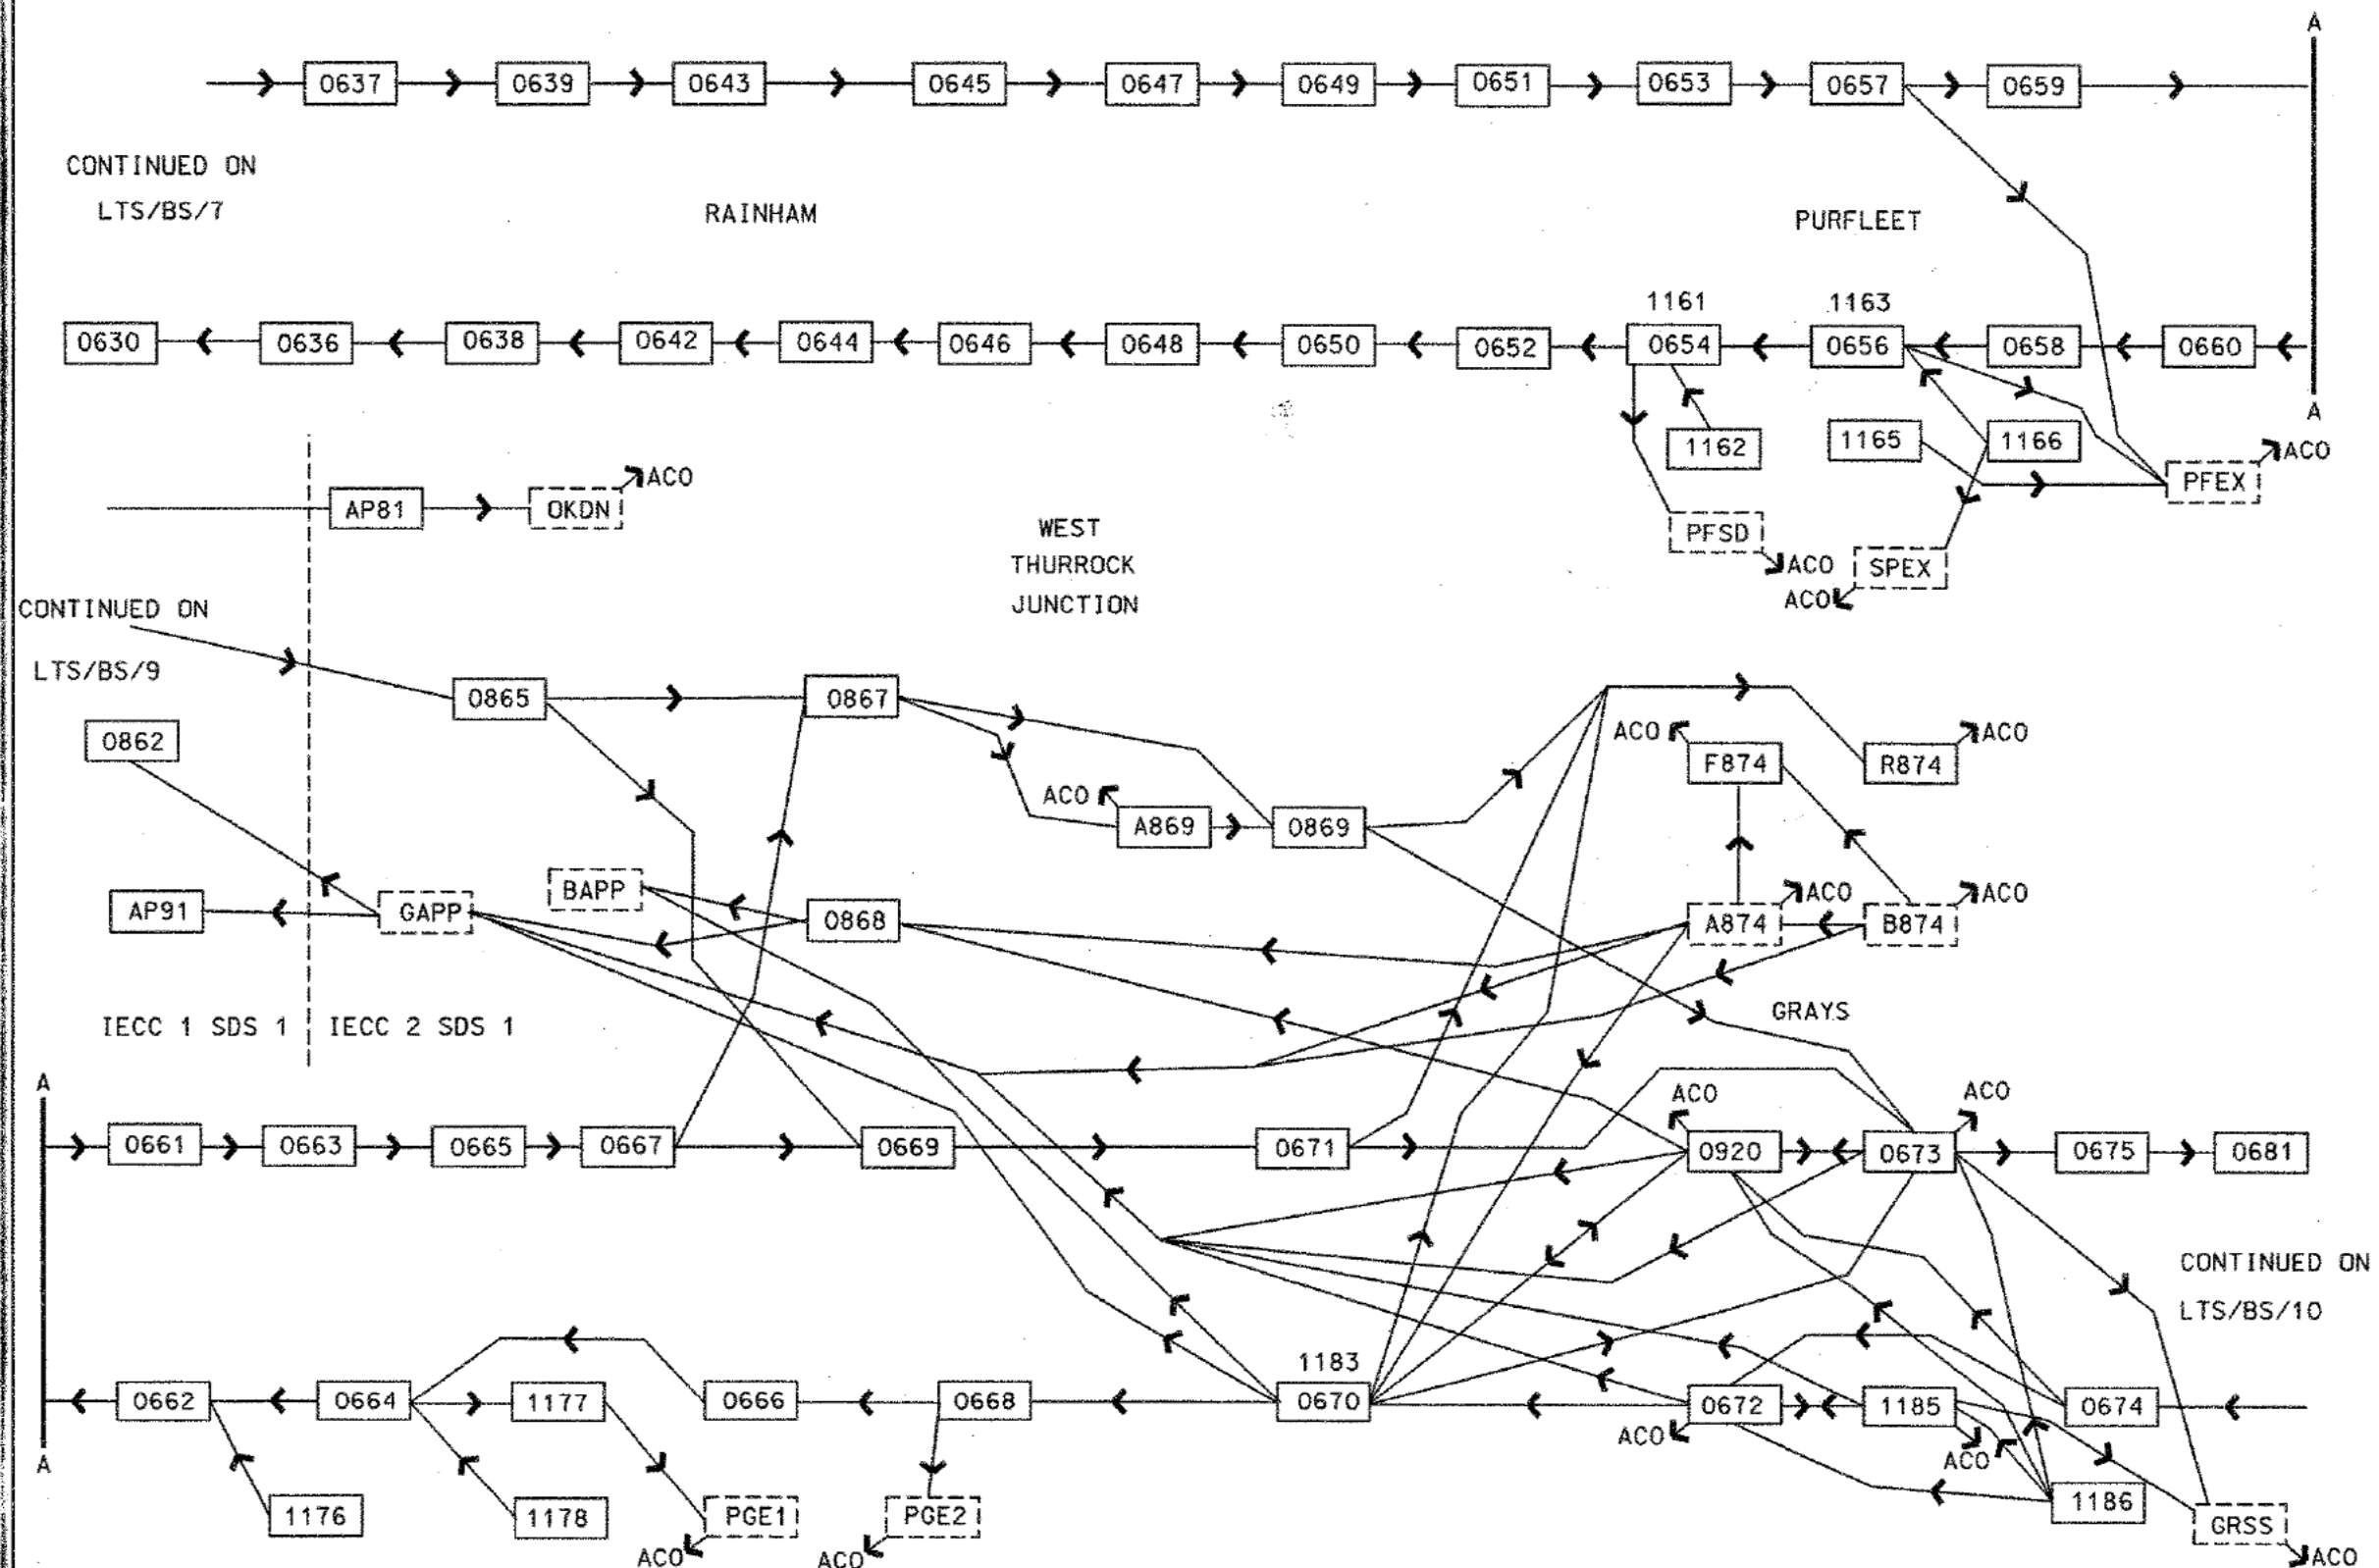 A
0637
0639
0643
0645
0647
0649
0651
0653
0657
0659
CONTINUED ON
LTS/BS/7
RAINHAM
PURFLEET
1161
1163
0630
0636
0638
0642
0644
0646
0648
0650
0652
0654
0656
0658
0660
A
1162
1165
1166
PFEX
ACO
AP81
OKDN
ACO
PFSD
ACO
SPEX
ACO
WEST
THURROCK
JUNCTION
CONTINUED ON
LTS/BS/9
0865
0867
0862
ACO
F874
R874
ACO
ACO
A869
0869
AP91
GAPP
BAPP
0868
A874
ACO
B874
ACO
GRAYS
IECC 1 SDS 1
IECC 2 SDS 1
A
0661
0663
0665
0667
0669
0671
ACO
0920
0673
ACO
0675
0681
CONTINUED ON
LTS/BS/10
1183
0662
0664
1177
0666
0668
0670
0672
ACO
1185
ACO
0674
A
1176
1178
PGE1
ACO
PGE2
ACO
1186
GRSS
ACO